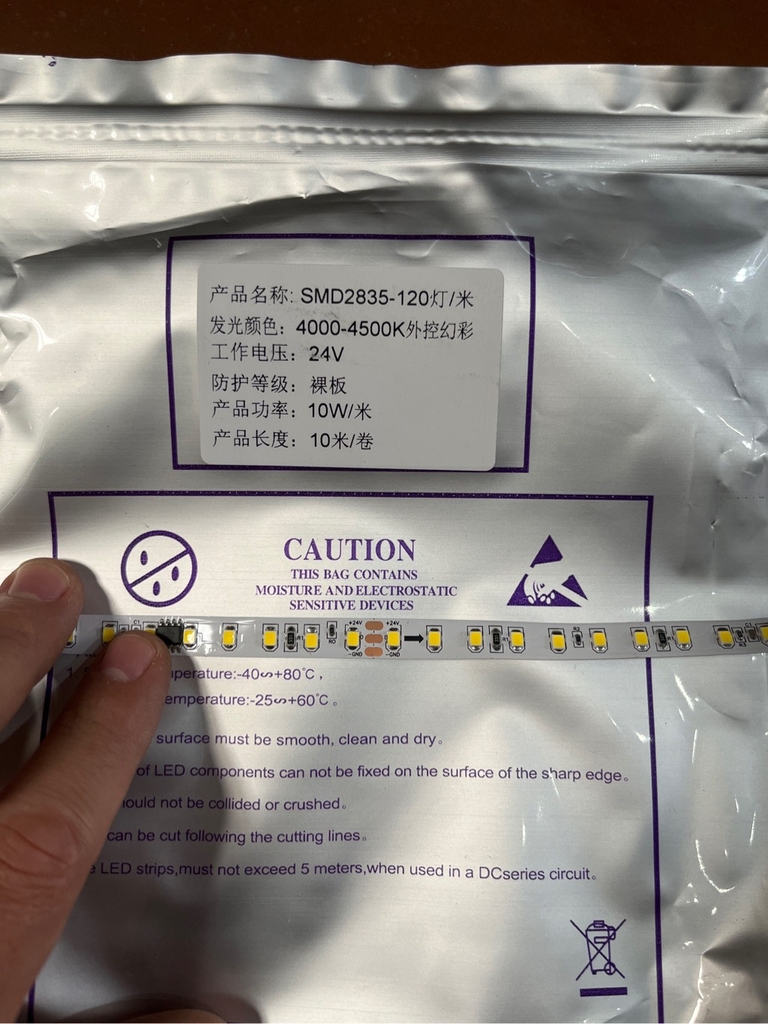 产品名称: SMD2835-120灯/米
发光颜色: 4000-4500K外控幻彩
工作电压: 24V
防护等级: 裸板
产品功率: 10W/米
产品长度: 10米/卷
CAUTION
THIS BAG CONTAINS
MOISTURE AND ELECTROSTATIC
SENSITIVE DEVICES
+24V +24V
-GND -GND
:-40∽+80℃,
:-25∽+60℃。
surface must be smooth, clean and dry。
of LED components can not be fixed on the surface of the sharp edge。
not be collided or crushed。
can be cut following the cutting lines。
LED strips,must not exceed 5 meters,when used in a DCseries circuit。